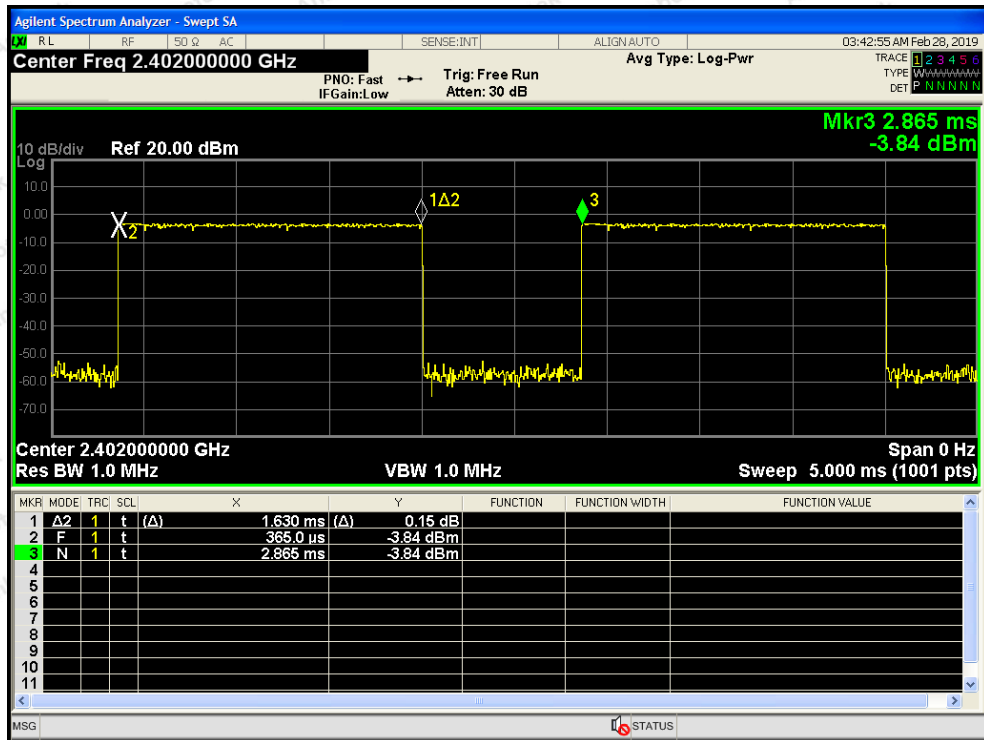 Agilent Spectrum Analyzer - Swept SA
LXI RL RF 50 Ω AC SENSE:INT ALIGN AUTO 03:42:55 AM Feb 28, 2019
Center Freq 2.402000000 GHz Avg Type: Log-Pwr TRACE 1 2 3 4 5 6
PNO: Fast Trig: Free Run TYPE WWWWWW
IFGain:Low Atten: 30 dB DET P N N N N N
Mkr3 2.865 ms
10 dB/div Ref 20.00 dBm -3.84 dBm
Log
10.0
1Δ2 3
0.00
2
-10.0
-20.0
-30.0
-40.0
-50.0
-60.0
-70.0
Center 2.402000000 GHz Span 0 Hz
Res BW 1.0 MHz VBW 1.0 MHz Sweep 5.000 ms (1001 pts)
MKR MODE TRC SCL X Y FUNCTION FUNCTION WIDTH FUNCTION VALUE
1 Δ2 1 t (Δ) 1.630 ms (Δ) 0.15 dB
2 F 1 t 365.0 µs -3.84 dBm
3 N 1 t 2.865 ms -3.84 dBm
4
5
6
7
8
9
10
11
MSG STATUS